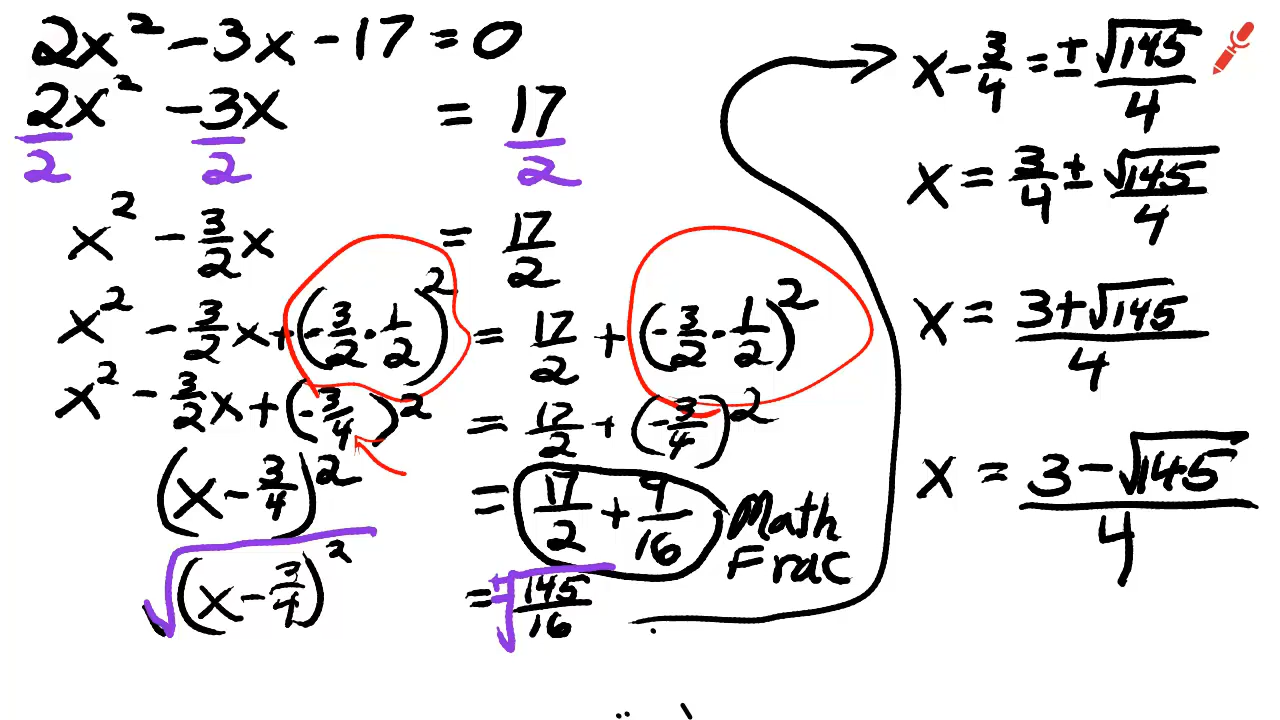 2x² - 3x - 17 = 0
2x² - 3x = 17
2 2 2
x² - 3/2 x = 17/2
x² - 3/2 x + (-3/2 · 1/2)² = 17/2 + (-3/2 · 1/2)²
x² - 3/2 x + (-3/4)² = 17/2 + (-3/4)²
(x - 3/4)² = 17/2 + 9/16
Math
Frac
√(x - 3/4)² = ±√145/16
x - 3/4 = ± √145/4
x = 3/4 ± √145/4
x = 3 + √145 / 4
x = 3 - √145 / 4